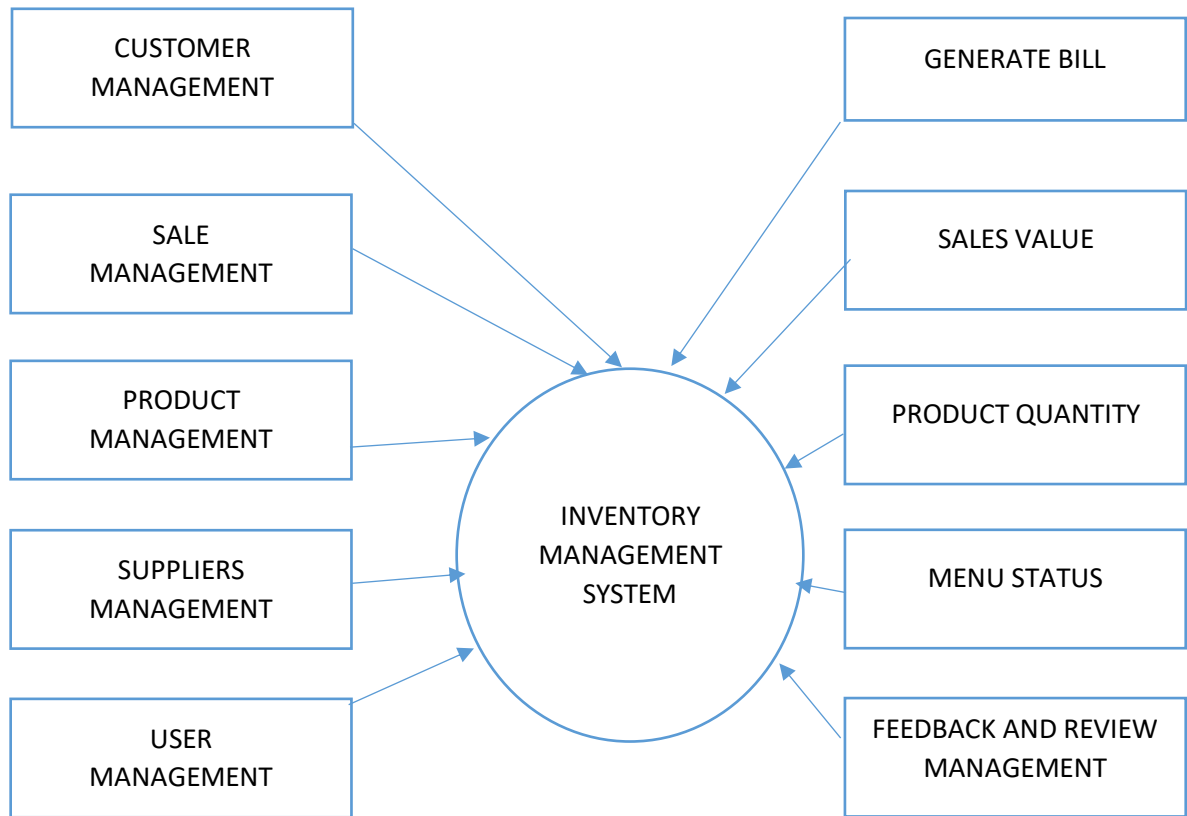 CUSTOMER
MANAGEMENT
SALE
MANAGEMENT
PRODUCT
MANAGEMENT
SUPPLIERS
MANAGEMENT
USER
MANAGEMENT
INVENTORY
MANAGEMENT
SYSTEM
GENERATE BILL
SALES VALUE
PRODUCT QUANTITY
MENU STATUS
FEEDBACK AND REVIEW
MANAGEMENT